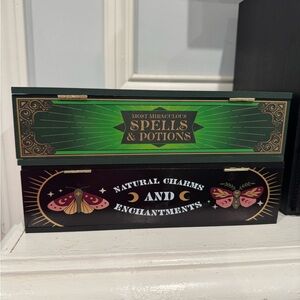 MOST MIRACULOUS
SPELLS
& POTIONS
NATURAL CHARMS
AND
ENCHANTMENTS